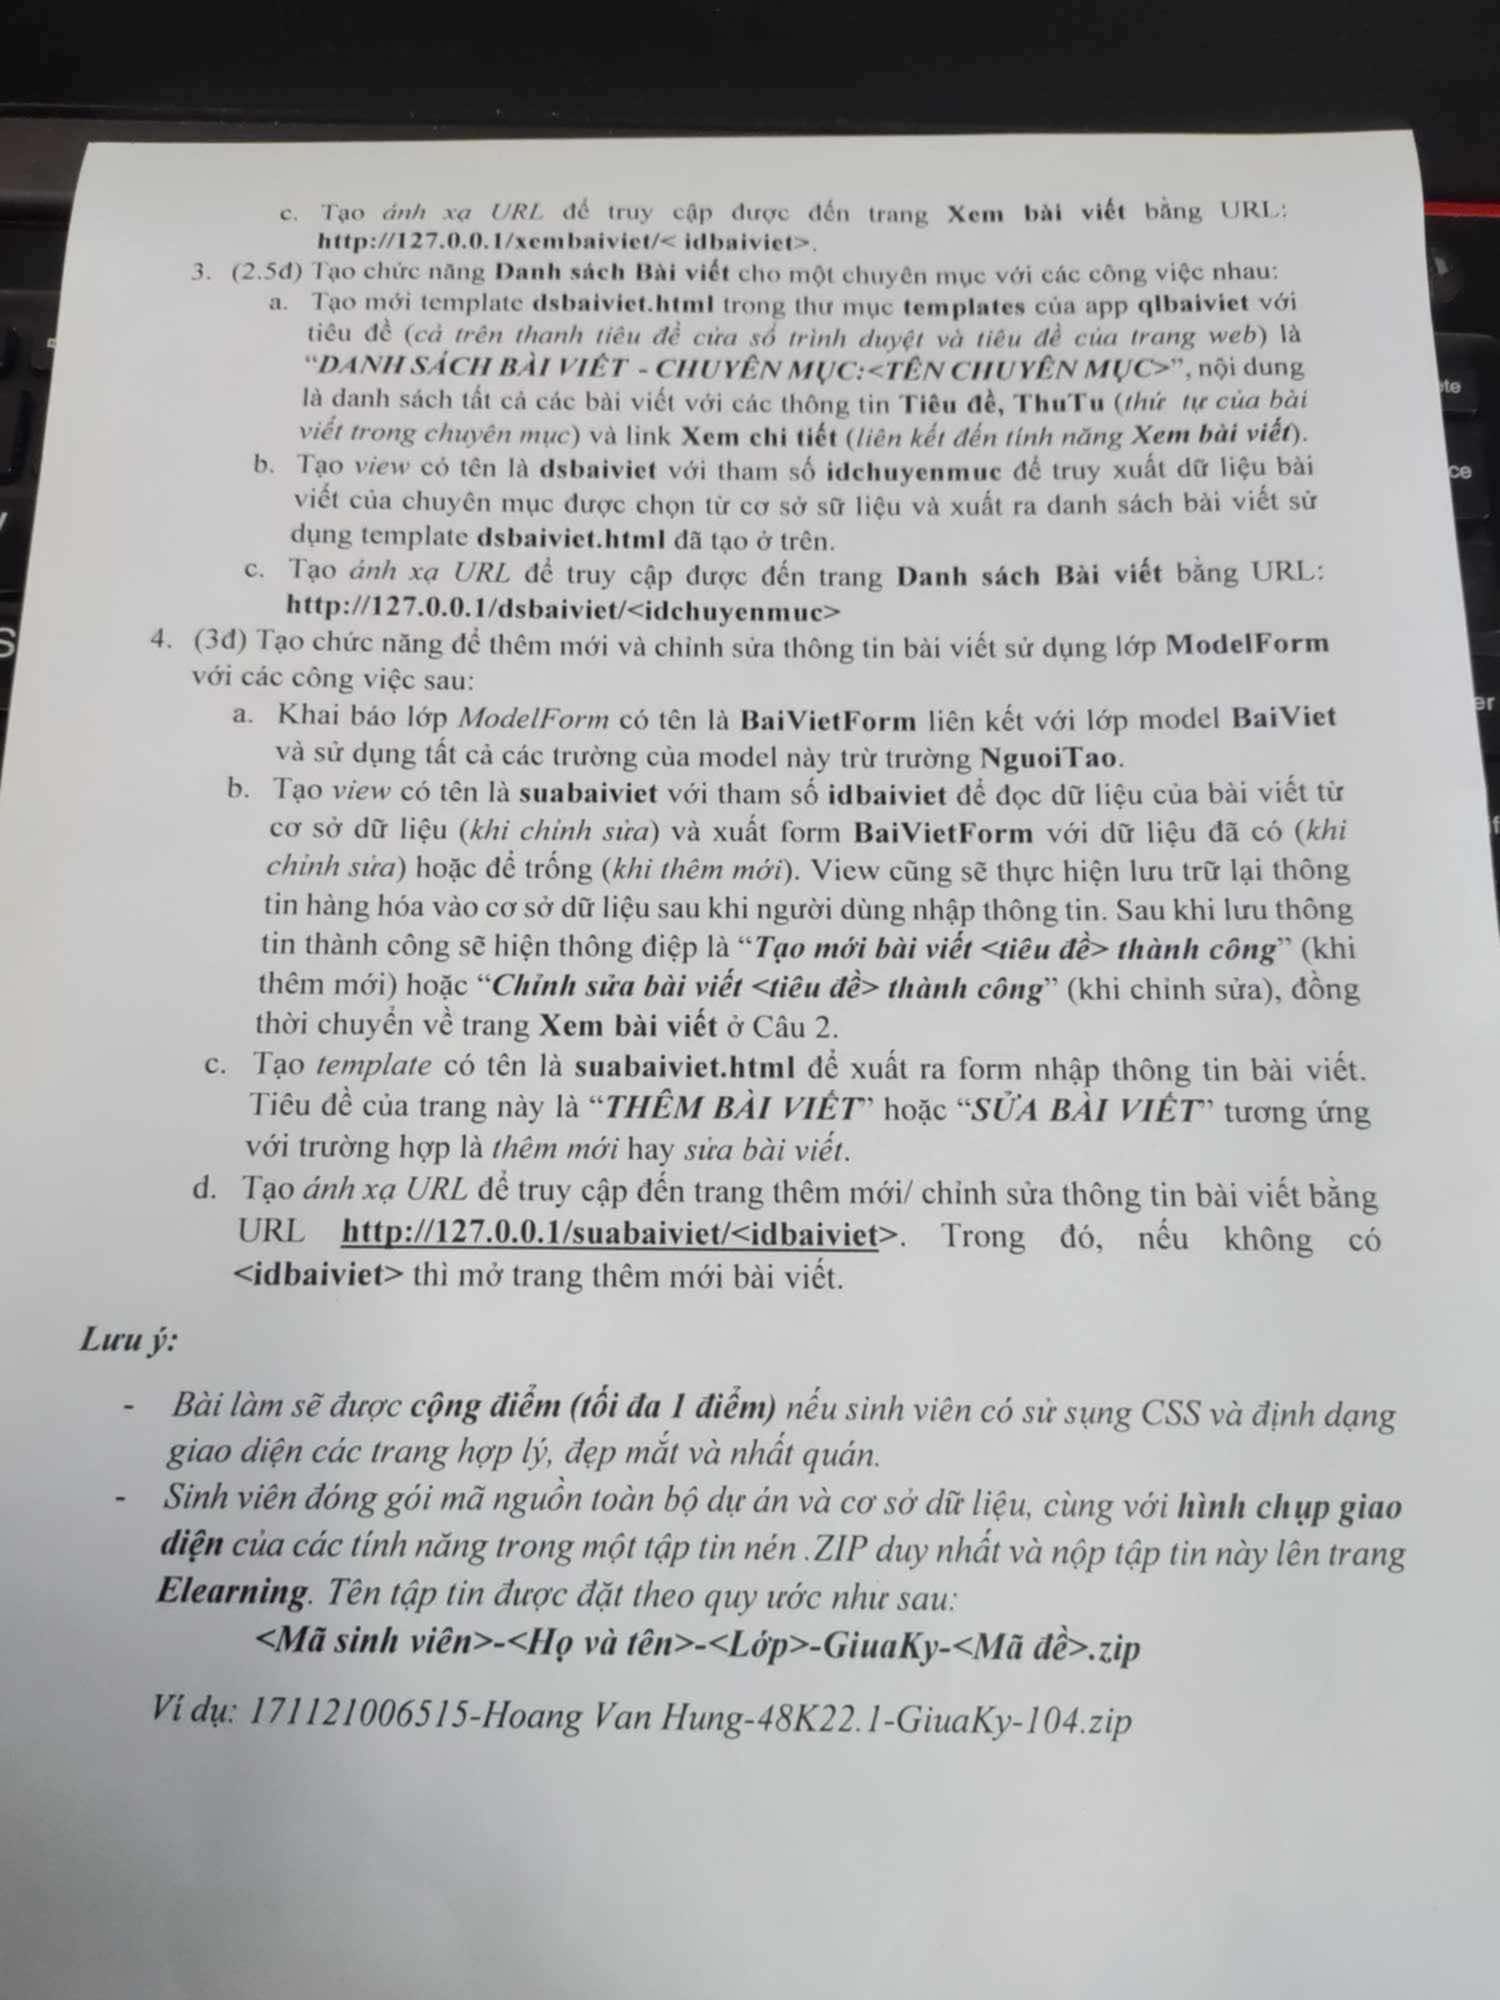 c. Tạo ánh xạ URL để truy cập được đến trang Xem bài viết bằng URL:
http://127.0.0.1/xembaiviet/< idbaiviet>.
3. (2.5đ) Tạo chức năng Danh sách Bài viết cho một chuyên mục với các công việc nhau:
a. Tạo mới template dsbaiviet.html trong thư mục templates của app qlbaiviet với
tiêu đề (cả trên thanh tiêu đề cửa sổ trình duyệt và tiêu đề của trang web) là
“DANH SÁCH BÀI VIẾT - CHUYÊN MỤC:<TÊN CHUYÊN MỤC>”, nội dung
là danh sách tất cả các bài viết với các thông tin Tiêu đề, ThuTu (thứ tự của bài
viết trong chuyên mục) và link Xem chi tiết (liên kết đến tính năng Xem bài viết).
b. Tạo view có tên là dsbaiviet với tham số idchuyenmuc để truy xuất dữ liệu bài
viết của chuyên mục được chọn từ cơ sở sữ liệu và xuất ra danh sách bài viết sử
dụng template dsbaiviet.html đã tạo ở trên.
c. Tạo ánh xạ URL để truy cập được đến trang Danh sách Bài viết bằng URL:
http://127.0.0.1/dsbaiviet/<idchuyenmuc>
4. (3đ) Tạo chức năng để thêm mới và chỉnh sửa thông tin bài viết sử dụng lớp ModelForm
với các công việc sau:
a. Khai báo lớp ModelForm có tên là BaiVietForm liên kết với lớp model BaiViet
và sử dụng tất cả các trường của model này trừ trường NguoiTao.
b. Tạo view có tên là suabaiviet với tham số idbaiviet để đọc dữ liệu của bài viết từ
cơ sở dữ liệu (khi chỉnh sửa) và xuất form BaiVietForm với dữ liệu đã có (khi
chỉnh sửa) hoặc để trống (khi thêm mới). View cũng sẽ thực hiện lưu trữ lại thông
tin hàng hóa vào cơ sở dữ liệu sau khi người dùng nhập thông tin. Sau khi lưu thông
tin thành công sẽ hiện thông điệp là “Tạo mới bài viết <tiêu đề> thành công” (khi
thêm mới) hoặc “Chỉnh sửa bài viết <tiêu đề> thành công” (khi chỉnh sửa), đồng
thời chuyển về trang Xem bài viết ở Câu 2.
c. Tạo template có tên là suabaiviet.html để xuất ra form nhập thông tin bài viết.
Tiêu đề của trang này là “THÊM BÀI VIẾT” hoặc “SỬA BÀI VIẾT” tương ứng
với trường hợp là thêm mới hay sửa bài viết.
d. Tạo ánh xạ URL để truy cập đến trang thêm mới/ chỉnh sửa thông tin bài viết bằng
URL http://127.0.0.1/suabaiviet/<idbaiviet>. Trong đó, nếu không có
<idbaiviet> thì mở trang thêm mới bài viết.
Lưu ý:
- Bài làm sẽ được cộng điểm (tối đa 1 điểm) nếu sinh viên có sử sụng CSS và định dạng
giao diện các trang hợp lý, đẹp mắt và nhất quán.
- Sinh viên đóng gói mã nguồn toàn bộ dự án và cơ sở dữ liệu, cùng với hình chụp giao
diện của các tính năng trong một tập tin nén .ZIP duy nhất và nộp tập tin này lên trang
Elearning. Tên tập tin được đặt theo quy ước như sau:
<Mã sinh viên>-<Họ và tên>-<Lớp>-GiuaKy-<Mã đề>.zip
Ví dụ: 171121006515-Hoang Van Hung-48K22.1-GiuaKy-104.zip